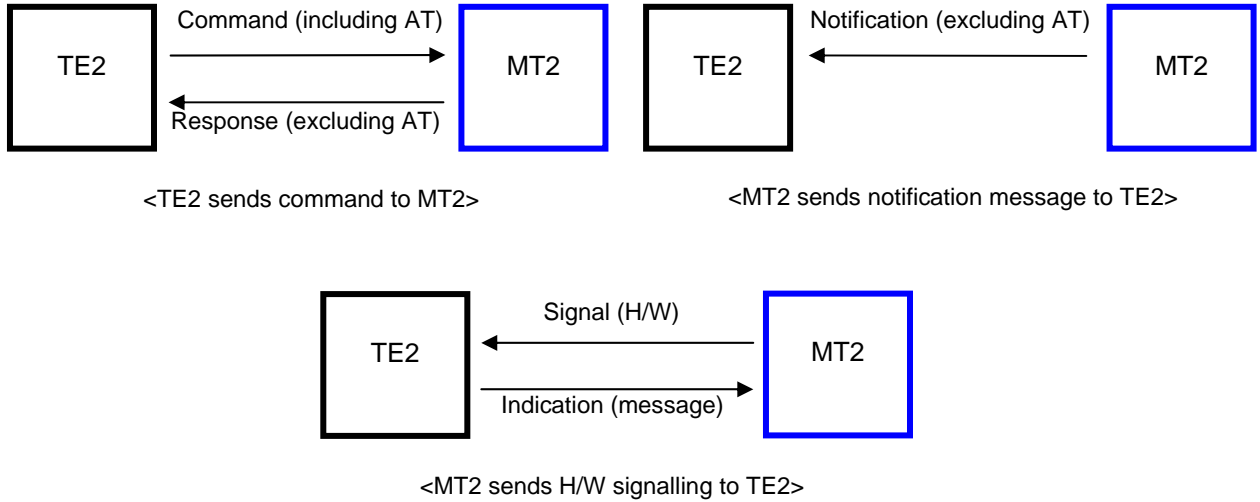 Command (including AT)
TE2
MT2
Response (excluding AT)
<TE2 sends command to MT2>
Notification (excluding AT)
TE2
MT2
<MT2 sends notification message to TE2>
Signal (H/W)
TE2
MT2
Indication (message)
<MT2 sends H/W signalling to TE2>